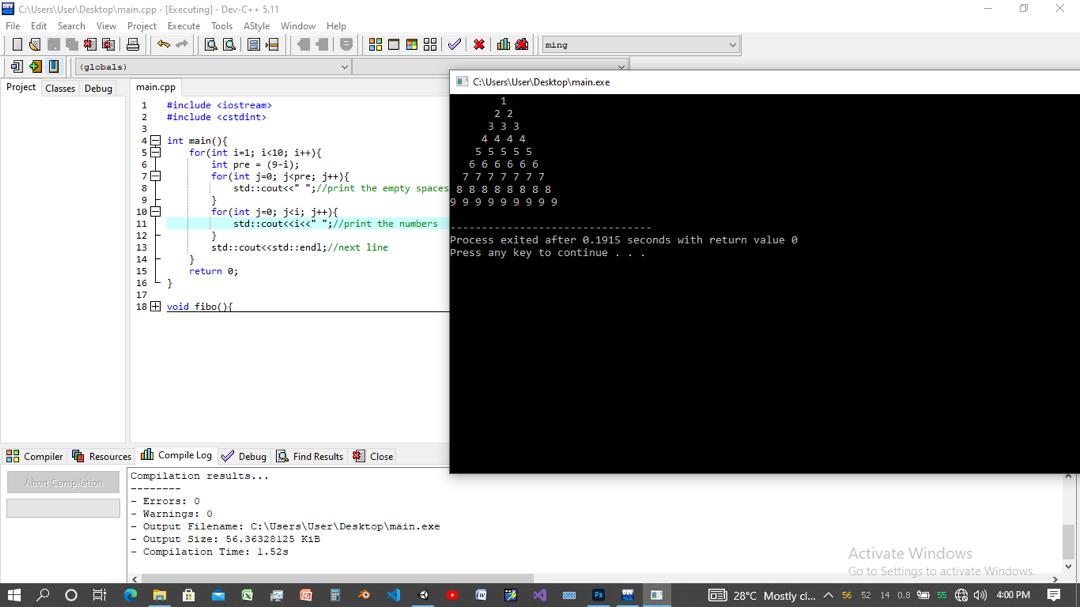 C:\Users\User\Desktop\main.cpp - [Executing] - Dev-C++ 5.11
File Edit Search View Project Execute Tools AStyle Window Help
ming
(globals)
Project Classes Debug
main.cpp
1 #include <iostream>
2 #include <cstdint>
3
4 int main(){
5 for(int i=1; i<10; i++){
6 int pre = (9-i);
7 for(int j=0; j<pre; j++){
8 std::cout<<" ";//print the empty spaces
9 }
10 for(int j=0; j<i; j++){
11 std::cout<<i<<" ";//print the numbers
12 }
13 std::cout<<std::endl;//next line
14 }
15 return 0;
16 }
17
18 void fibo(){
C:\Users\User\Desktop\main.exe
1
2 2
3 3 3
4 4 4 4
5 5 5 5 5
6 6 6 6 6 6
7 7 7 7 7 7 7
8 8 8 8 8 8 8 8
9 9 9 9 9 9 9 9 9
--------------------------------
Process exited after 0.1915 seconds with return value 0
Press any key to continue . . .
Compiler Resources Compile Log Debug Find Results Close
Abort Compilation
Compilation results...
--------
- Errors: 0
- Warnings: 0
- Output Filename: C:\Users\User\Desktop\main.exe
- Output Size: 56.36328125 KiB
- Compilation Time: 1.52s
Activate Windows
Go to Settings to activate Windows.
28°C Mostly cl... 56 52 14 0.8 55 4:00 PM